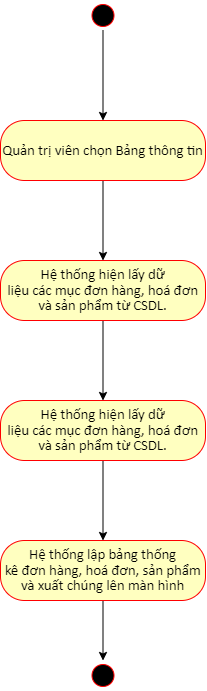 Quản trị viên chọn Bảng thông tin
Hệ thống hiện lấy dữ
liệu các mục đơn hàng, hoá đơn
và sản phẩm từ CSDL.
Hệ thống hiện lấy dữ
liệu các mục đơn hàng, hoá đơn
và sản phẩm từ CSDL.
Hệ thống lập bảng thống
kê đơn hàng, hoá đơn, sản phẩm
và xuất chúng lên màn hình